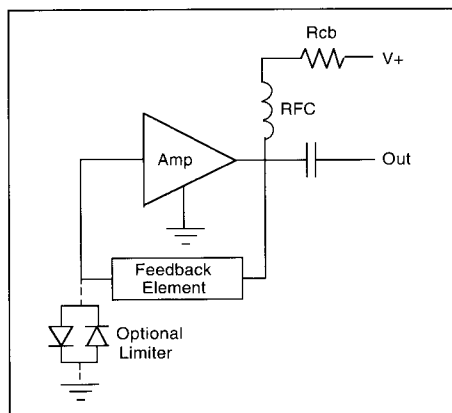 Rcb
V+
RFC
Amp
Out
Feedback
Element
Optional
Limiter